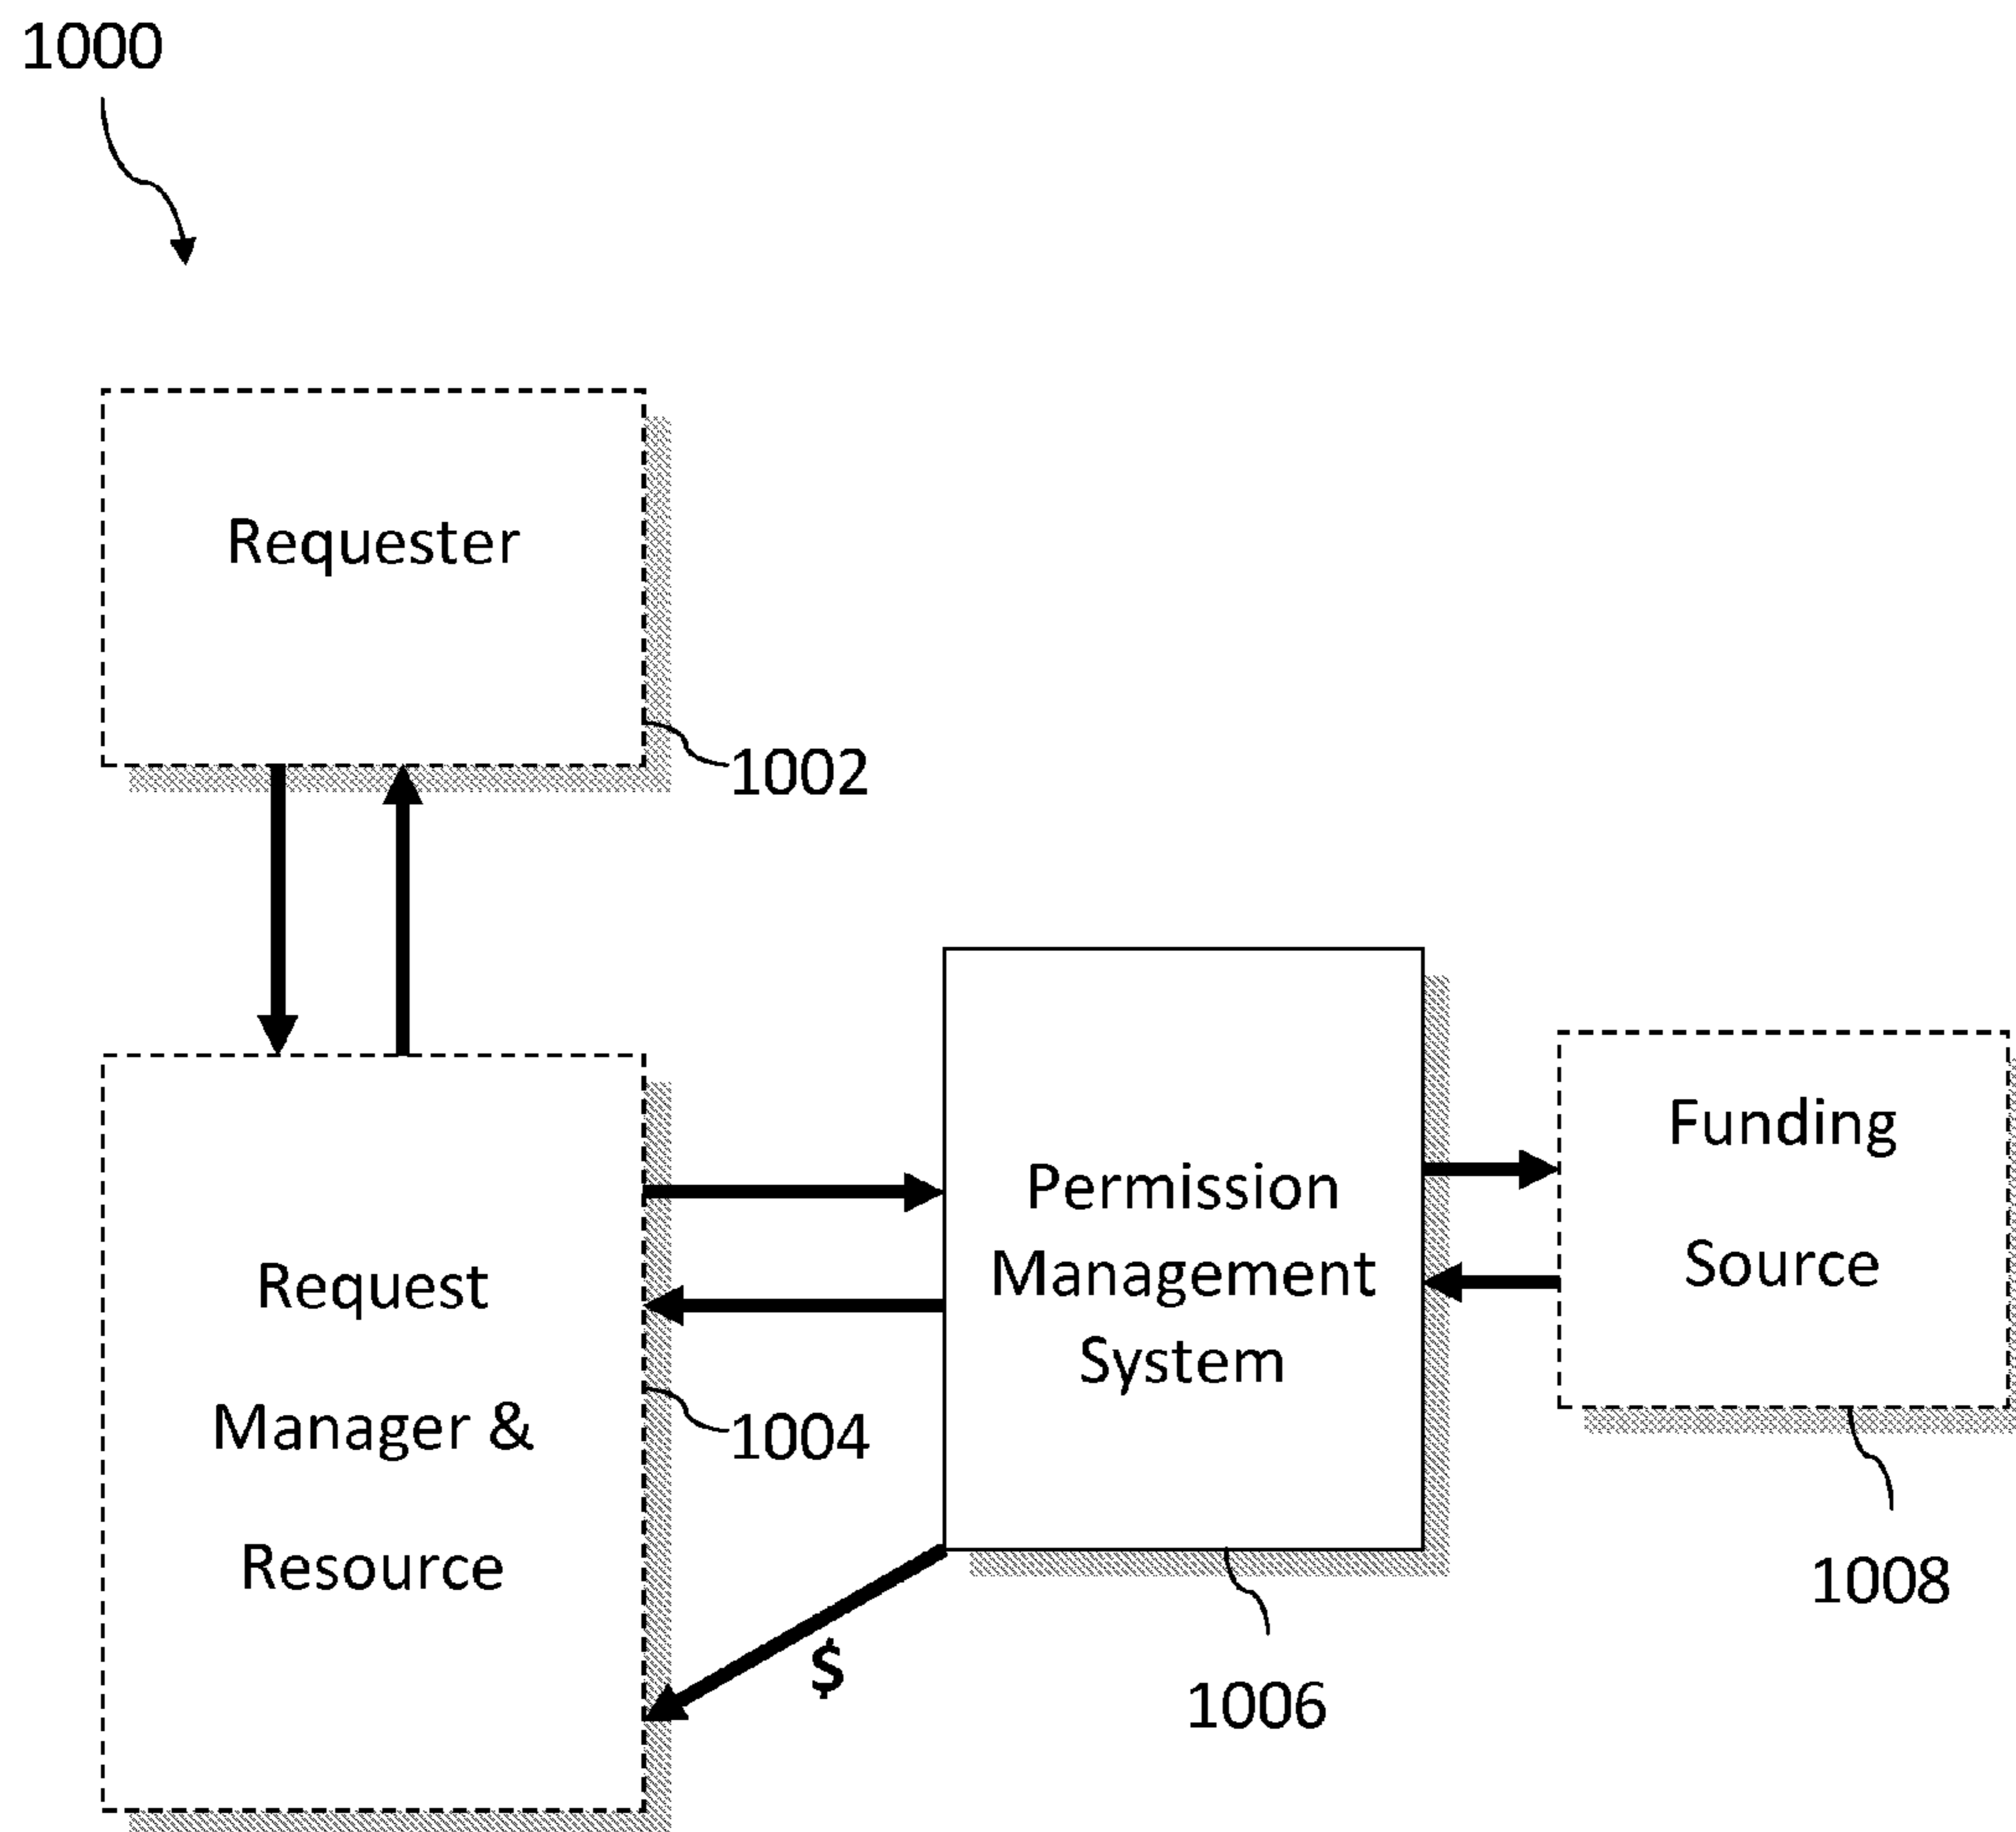 1000
Requester
1002
Request
Manager &
Resource
1004
$
Permission
Management
System
1006
Funding
Source
1008